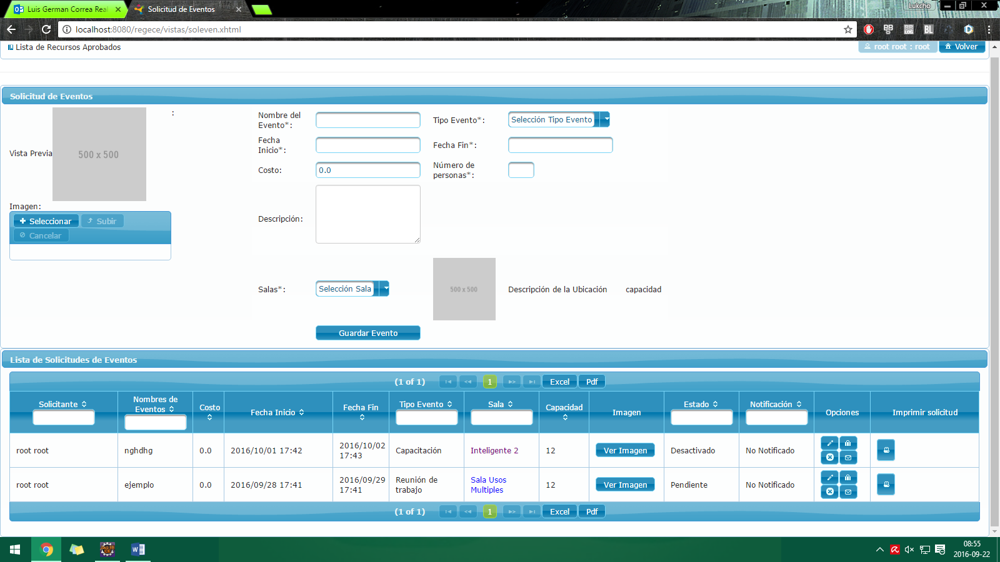 Luis German Correa Real
Solicitud de Eventos
Lukcho
localhost:8080/regece/vistas/soleven.xhtml
Lista de Recursos Aprobados
root root : root
Volver
Solicitud de Eventos
Vista Previa
500 x 500
:
Imagen:
Seleccionar
Subir
Cancelar
Nombre del
Evento*:
Tipo Evento*:
Selección Tipo Evento
Fecha
Inicio*:
Fecha Fin*:
Costo:
0.0
Número de
personas*:
Descripción:
Salas*:
Selección Sala
500 x 500
Descripción de la Ubicación
capacidad
Guardar Evento
Lista de Solicitudes de Eventos
(1 of 1) 1 Excel Pdf
Solicitante
Nombres de
Eventos
Costo
Fecha Inicio
Fecha Fin
Tipo Evento
Sala
Capacidad
Imagen
Estado
Notificación
Opciones
Imprimir solicitud
root root
nghdhg
0.0
2016/10/01 17:42
2016/10/02
17:43
Capacitación
Inteligente 2
12
Ver Imagen
Desactivado
No Notificado
root root
ejemplo
0.0
2016/09/28 17:41
2016/09/29
17:41
Reunión de
trabajo
Sala Usos
Multiples
12
Ver Imagen
Pendiente
No Notificado
(1 of 1) 1 Excel Pdf
08:55
2016-09-22